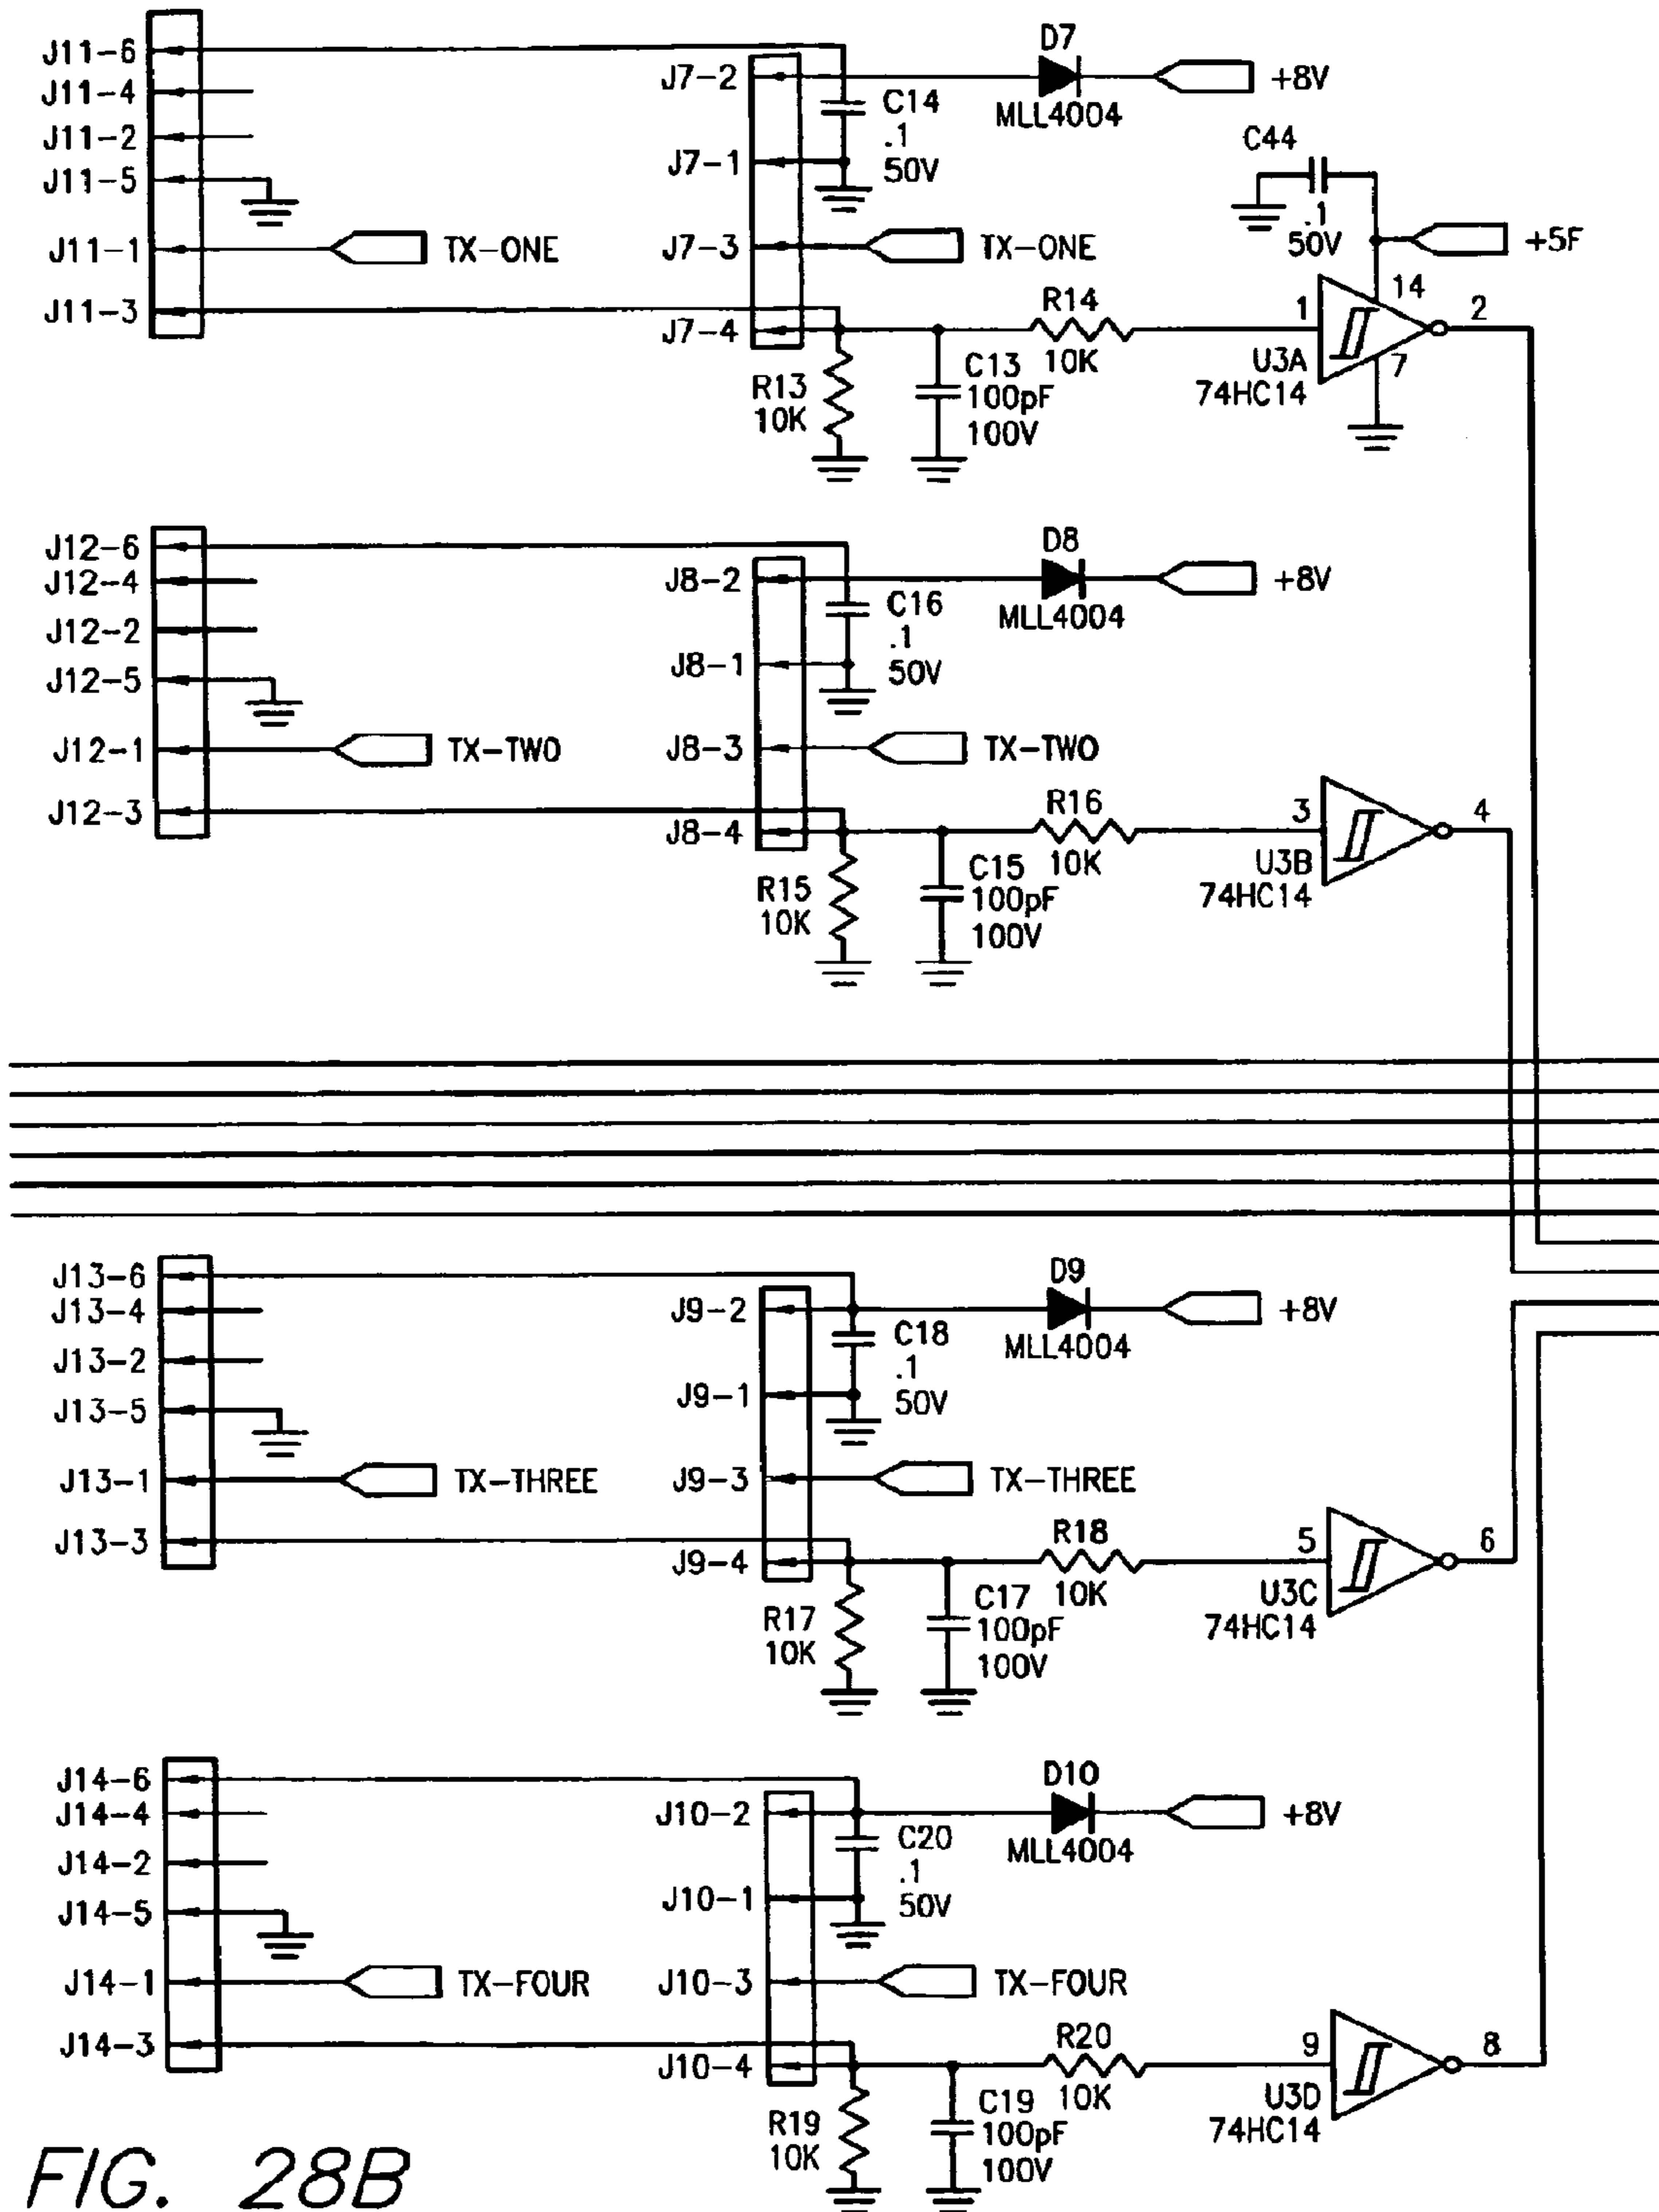 J11-6
J11-4
J11-2
J11-5
J11-1
TX-ONE
J11-3
J7-2
C14
.1
50V
J7-1
J7-3
TX-ONE
J7-4
D7
MLL4004
+8V
C44
.1
50V
+5F
R13
10K
C13
100pF
100V
R14
10K
1
14
2
7
U3A
74HC14
J12-6
J12-4
J12-2
J12-5
J12-1
TX-TWO
J12-3
J8-2
C16
.1
50V
J8-1
J8-3
TX-TWO
J8-4
D8
MLL4004
+8V
R15
10K
C15
100pF
100V
R16
10K
3
4
U3B
74HC14
J13-6
J13-4
J13-2
J13-5
J13-1
TX-THREE
J13-3
J9-2
C18
.1
50V
J9-1
J9-3
TX-THREE
J9-4
D9
MLL4004
+8V
R17
10K
C17
100pF
100V
R18
10K
5
6
U3C
74HC14
J14-6
J14-4
J14-2
J14-5
J14-1
TX-FOUR
J14-3
J10-2
C20
.1
50V
J10-1
J10-3
TX-FOUR
J10-4
D10
MLL4004
+8V
R19
10K
C19
100pF
100V
R20
10K
9
8
U3D
74HC14
FIG. 28B